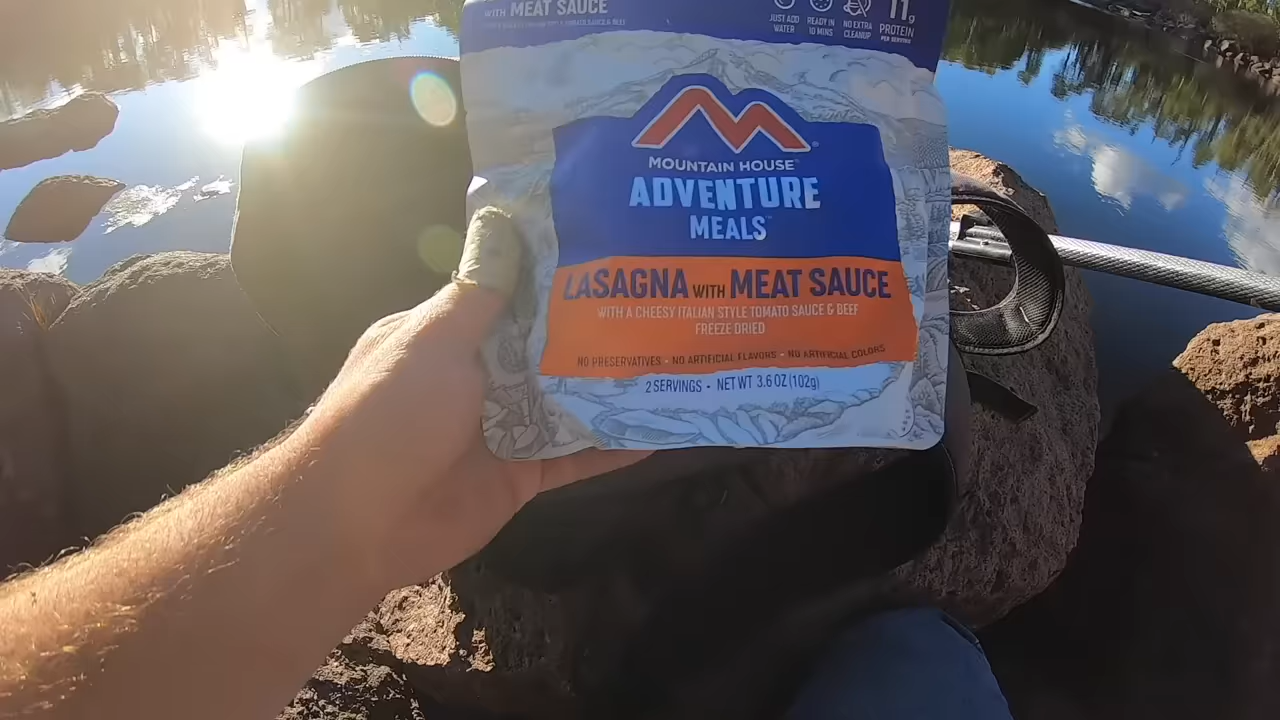 WITH MEAT SAUCE
JUST ADD WATER
READY IN 10 MINS
NO EXTRA CLEANUP
11g PROTEIN PER SERVING
MOUNTAIN HOUSE®
ADVENTURE
MEALS™
LASAGNA WITH MEAT SAUCE
WITH A CHEESY ITALIAN STYLE TOMATO SAUCE & BEEF
FREEZE DRIED
NO PRESERVATIVES • NO ARTIFICIAL FLAVORS • NO ARTIFICIAL COLORS
2 SERVINGS • NET WT 3.6 OZ (102g)